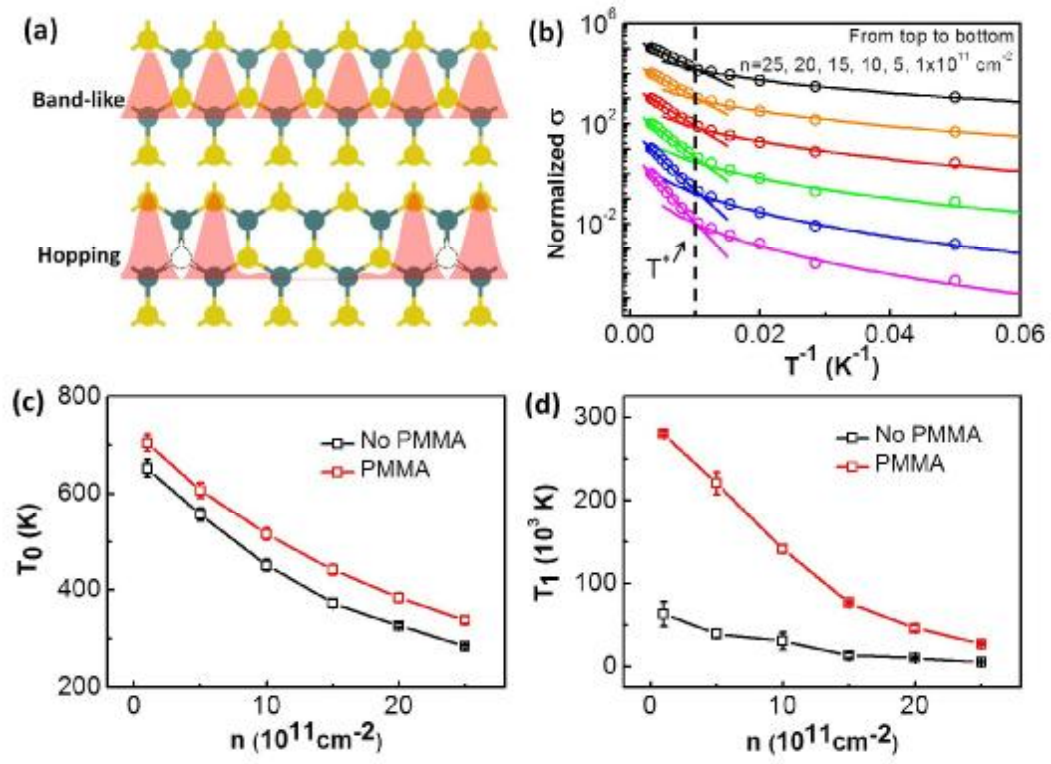 (a)
Band-like
Hopping
(b)
From top to bottom
n=25, 20, 15, 10, 5, 1x10¹¹ cm⁻²
Normalized σ
10⁶
10²
10⁻²
T*
0.00
0.02
0.04
0.06
T⁻¹ (K⁻¹)
(c)
T₀ (K)
800
600
400
200
No PMMA
PMMA
0
10
20
n (10¹¹cm⁻²)
(d)
T₁ (10³ K)
300
200
100
0
No PMMA
PMMA
0
10
20
n (10¹¹cm⁻²)